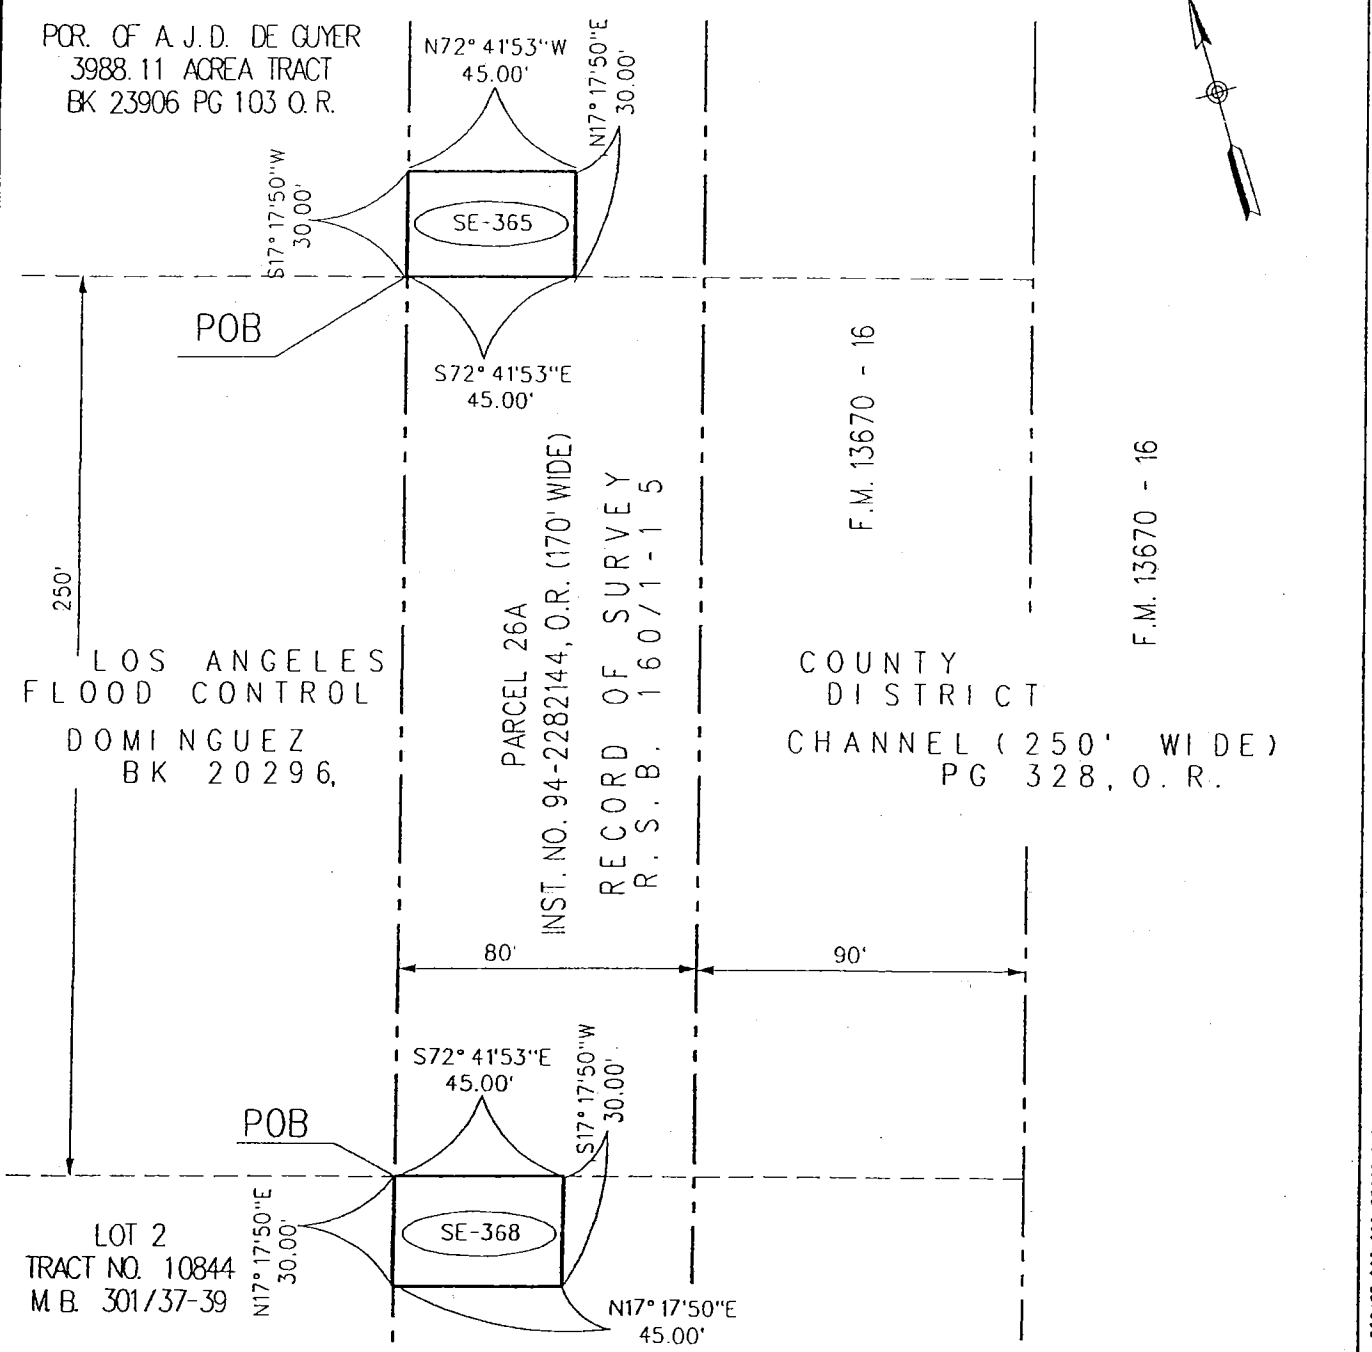 POR. OF A.J.D. DE GUYER
3988.11 ACREA TRACT
BK 23906 PG 103 O.R.
N72°41'53"W
45.00'
N17°17'50"E
30.00'
S17°17'50"W
30.00'
SE-365
POB
S72°41'53"E
45.00'
250'
F.M. 13670 - 16
F.M. 13670 - 16
PARCEL 26A
INST. NO. 94-2282144, O.R. (170' WIDE)
RECORD OF SURVEY
R.S.B. 160/1-15
LOS ANGELES
FLOOD CONTROL
DOMINGUEZ
BK 20296,
COUNTY
DISTRICT
CHANNEL (250' WIDE)
PG 328, O.R.
80'
90'
S72°41'53"E
45.00'
S17°17'50"W
30.00'
POB
SE-368
N17°17'50"E
30.00'
LOT 2
TRACT NO. 10844
M.B. 301/37-39
N17°17'50"E
45.00'